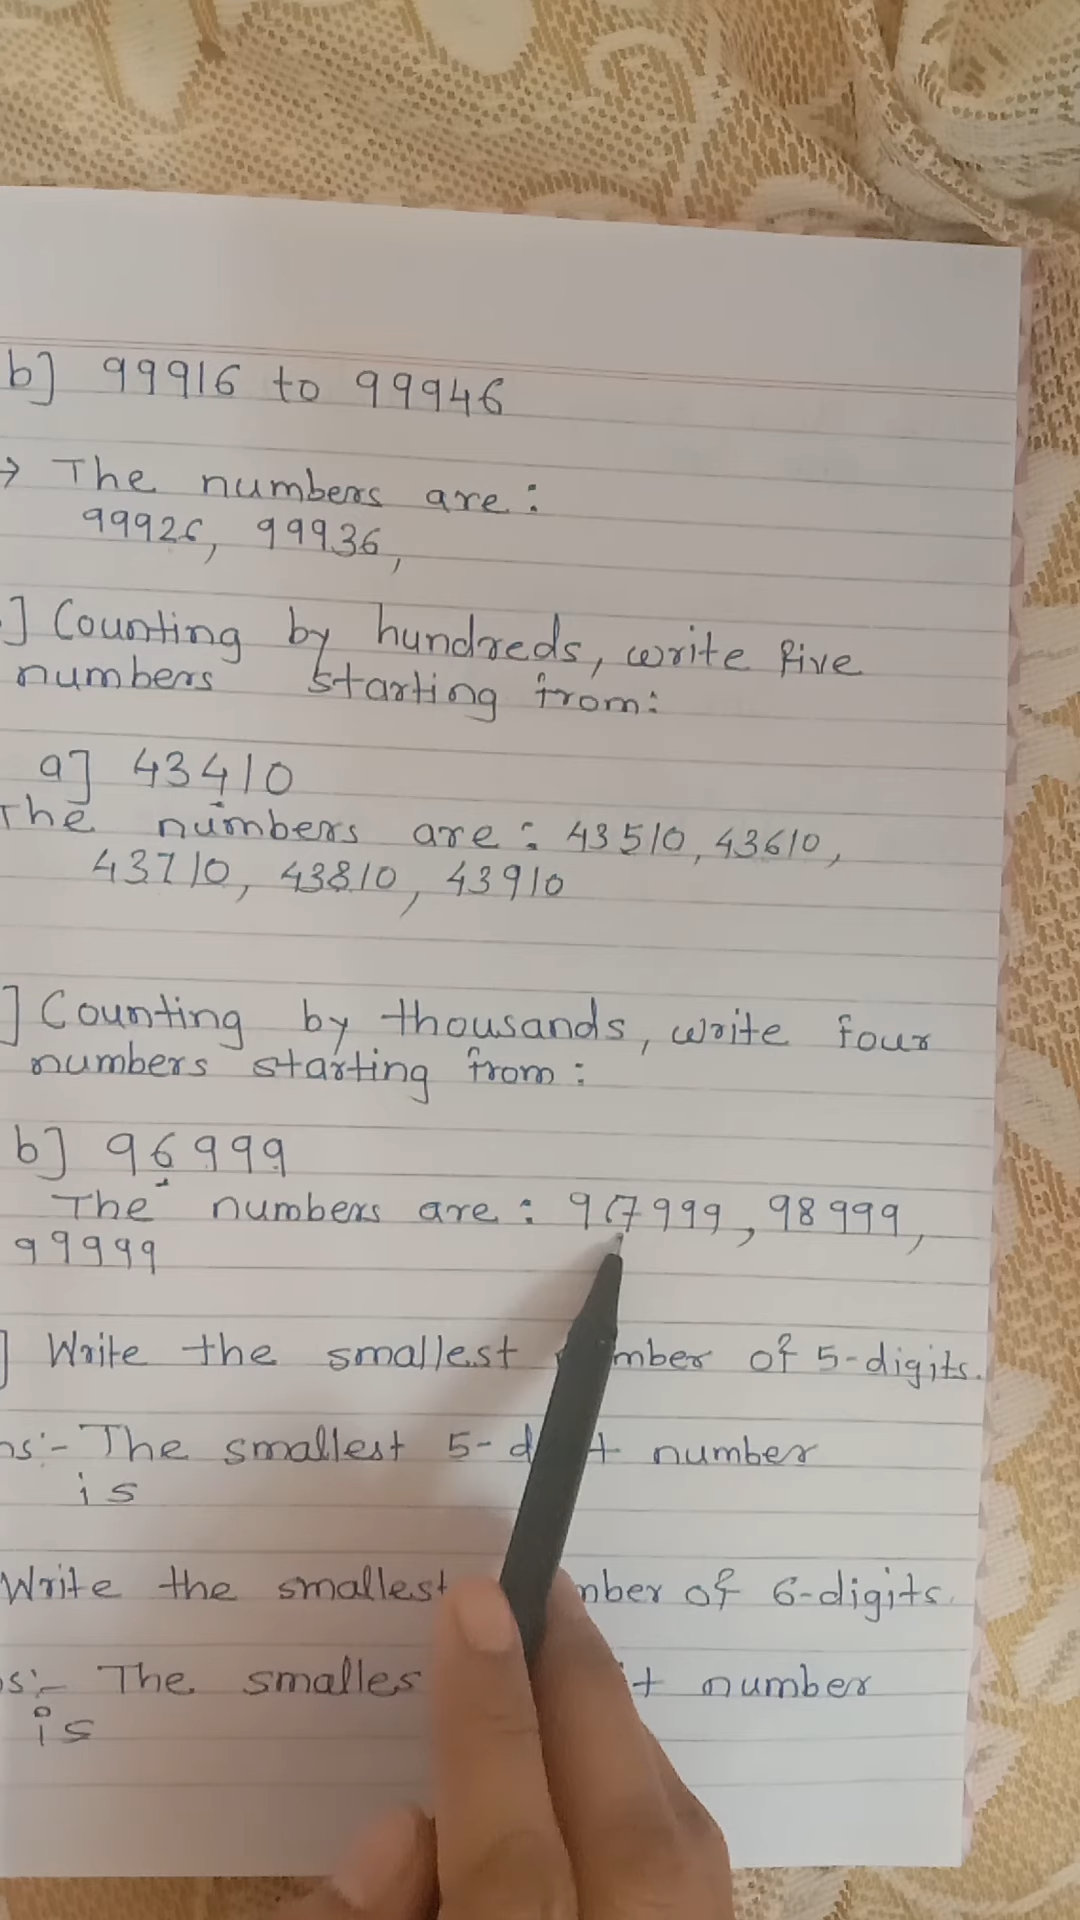 b] 99916 to 99946
→ The numbers are :
99926, 99936,
] Counting by hundreds, write five
numbers starting from:
a] 43410
The numbers are : 43510, 43610,
43710, 43810, 43910
] Counting by thousands, write four
numbers starting from :
b] 96999
The numbers are : 97999, 98999,
99999
] Write the smallest mber of 5-digits.
ns:- The smallest 5-d t number
is
Write the smallest mber of 6-digits.
s:- The smalles it number
is